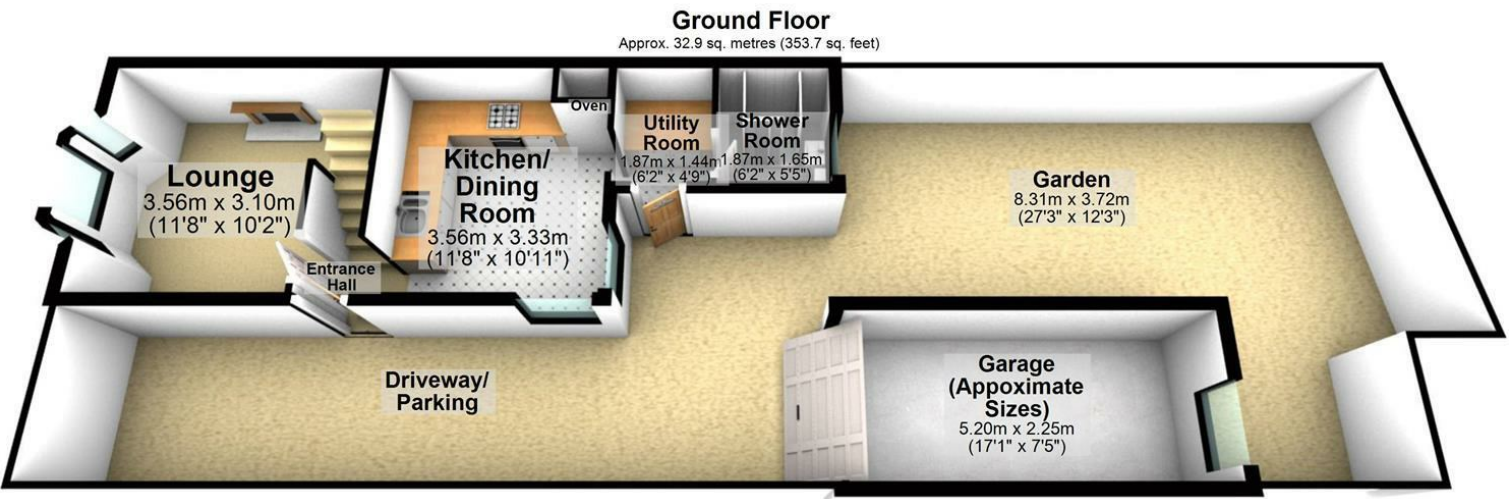 Ground Floor
Approx. 32.9 sq. metres (353.7 sq. feet)
Oven
Utility
Room
1.87m x 1.44m
(6'2" x 4'9")
Shower
Room
1.87m x 1.65m
(6'2" x 5'5")
Kitchen/
Dining
Room
3.56m x 3.33m
(11'8" x 10'11")
Lounge
3.56m x 3.10m
(11'8" x 10'2")
Garden
8.31m x 3.72m
(27'3" x 12'3")
Entrance
Hall
Driveway/
Parking
Garage
(Appoximate
Sizes)
5.20m x 2.25m
(17'1" x 7'5")